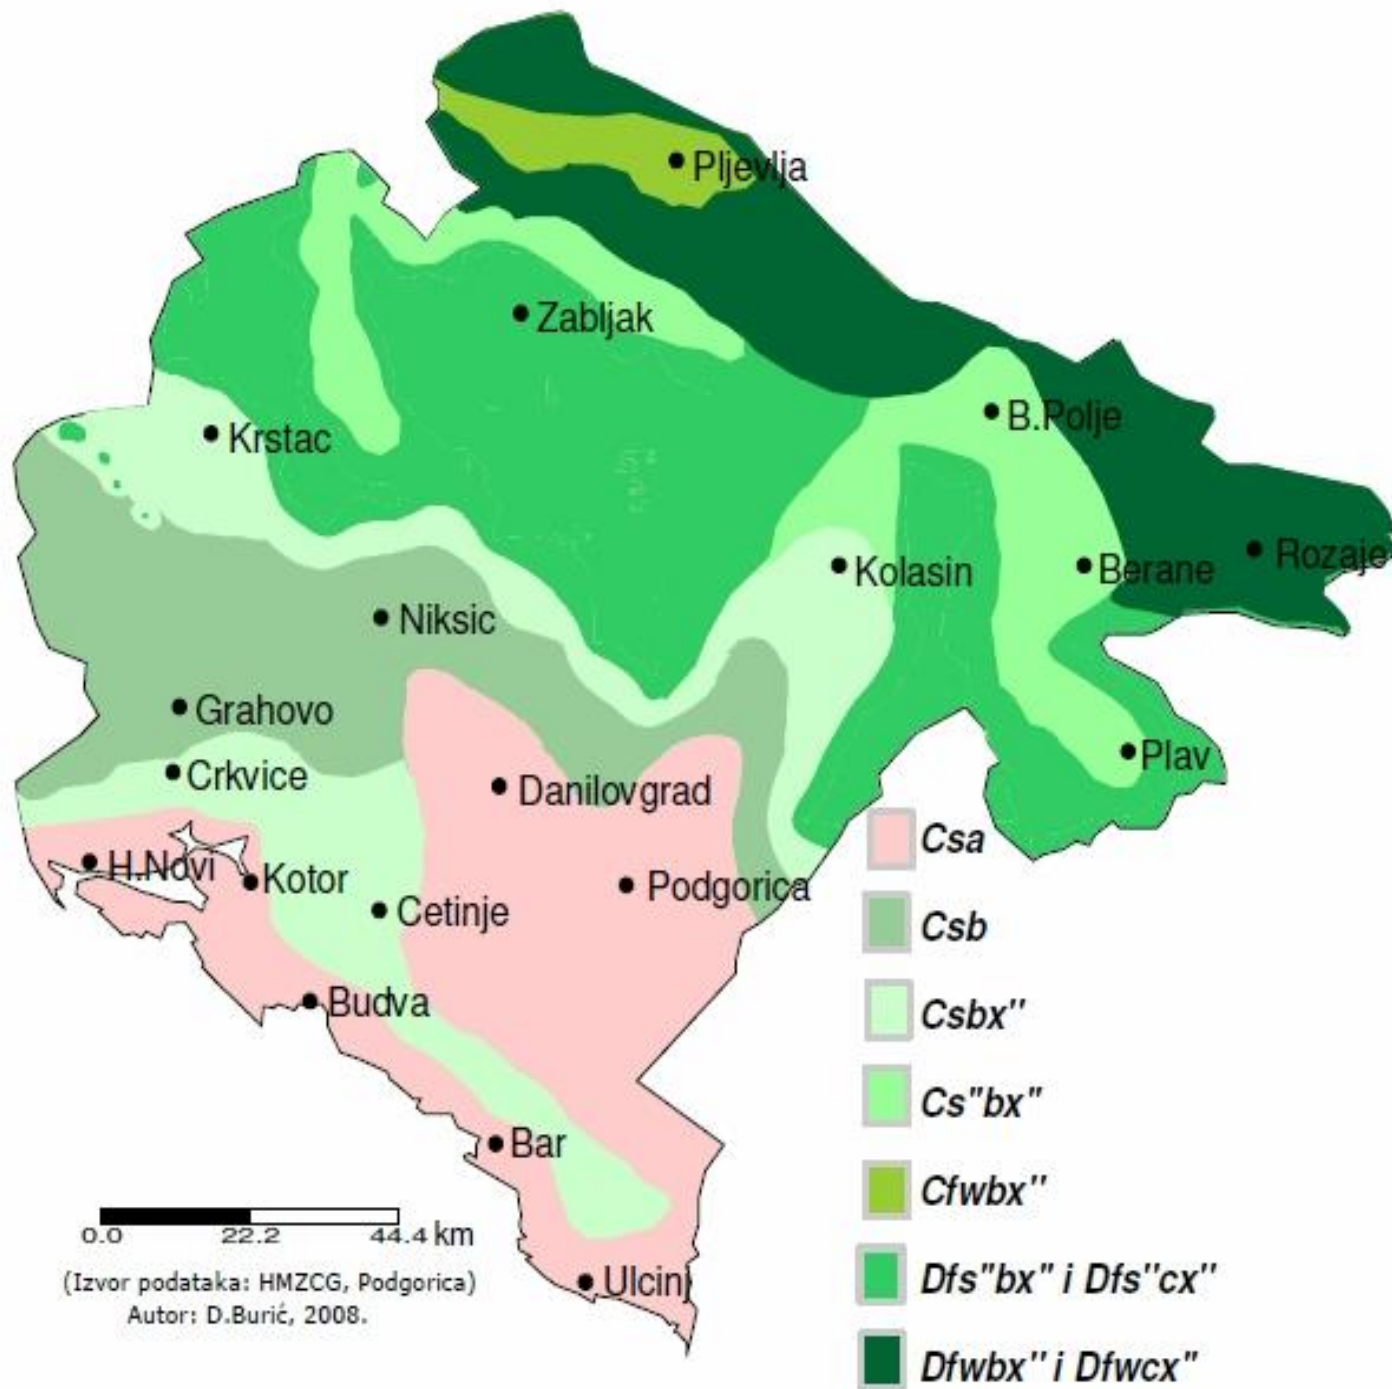 Pljevlja
Zabljak
B.Polje
Krstac
Kolasin
Berane
Rozaje
Niksic
Grahovo
Plav
Crkvice
Danilovgrad
H.Novi
Kotor
Podgorica
Cetinje
Budva
Bar
Ulcinj
Csa
Csb
Csbx"
Cs"bx"
Cfwbx"
Dfs"bx" i Dfs"cx"
Dfwbx" i Dfwcx"
0.0 22.2 44.4 km
(Izvor podataka: HMZCG, Podgorica)
Autor: D.Burić, 2008.